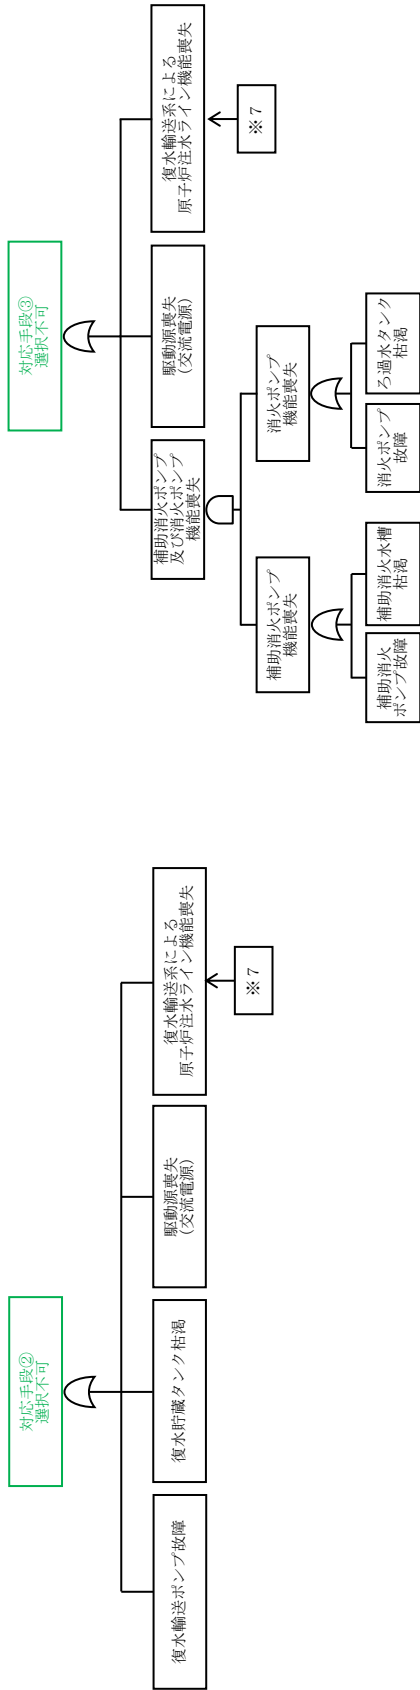 対応手段②
選択不可
復水輸送ポンプ故障
復水貯蔵タンク枯渇
駆動源喪失
（交流電源）
復水輸送系による
原子炉注水ライン機能喪失
※７
対応手段③
選択不可
補助消火ポンプ
及び消火ポンプ
機能喪失
駆動源喪失
（交流電源）
復水輸送系による
原子炉注水ライン機能喪失
※７
補助消火ポンプ
機能喪失
消火ポンプ
機能喪失
補助消火
ポンプ故障
補助消火水槽
枯渇
消火ポンプ
故障
ろ過水タンク
枯渇